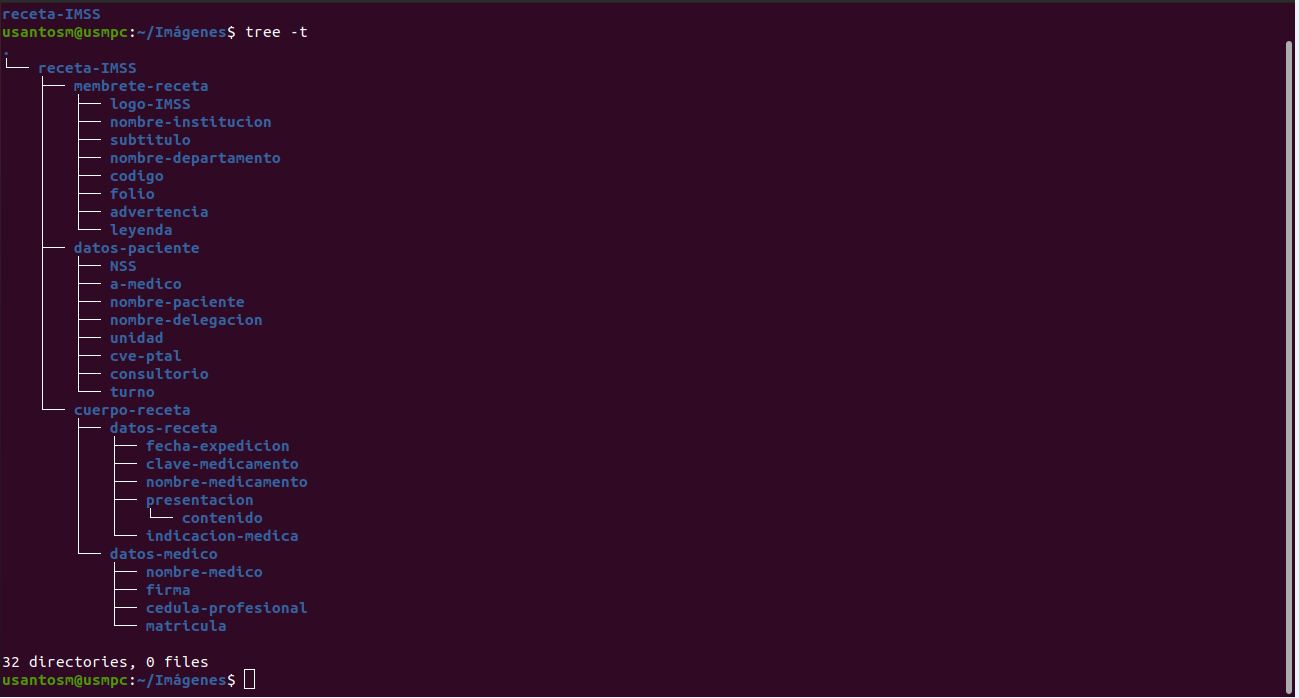 receta-IMSS
usantosm@usmpc:~/Imágenes$ tree -t
.
└── receta-IMSS
    ├── membrete-receta
    │   ├── logo-IMSS
    │   ├── nombre-institucion
    │   ├── subtitulo
    │   ├── nombre-departamento
    │   ├── codigo
    │   ├── folio
    │   ├── advertencia
    │   └── leyenda
    ├── datos-paciente
    │   ├── NSS
    │   ├── a-medico
    │   ├── nombre-paciente
    │   ├── nombre-delegacion
    │   ├── unidad
    │   ├── cve-ptal
    │   ├── consultorio
    │   └── turno
    └── cuerpo-receta
        ├── datos-receta
        │   ├── fecha-expedicion
        │   ├── clave-medicamento
        │   ├── nombre-medicamento
        │   ├── presentacion
        │   │   └── contenido
        │   └── indicacion-medica
        └── datos-medico
            ├── nombre-medico
            ├── firma
            ├── cedula-profesional
            └── matricula

32 directories, 0 files
usantosm@usmpc:~/Imágenes$